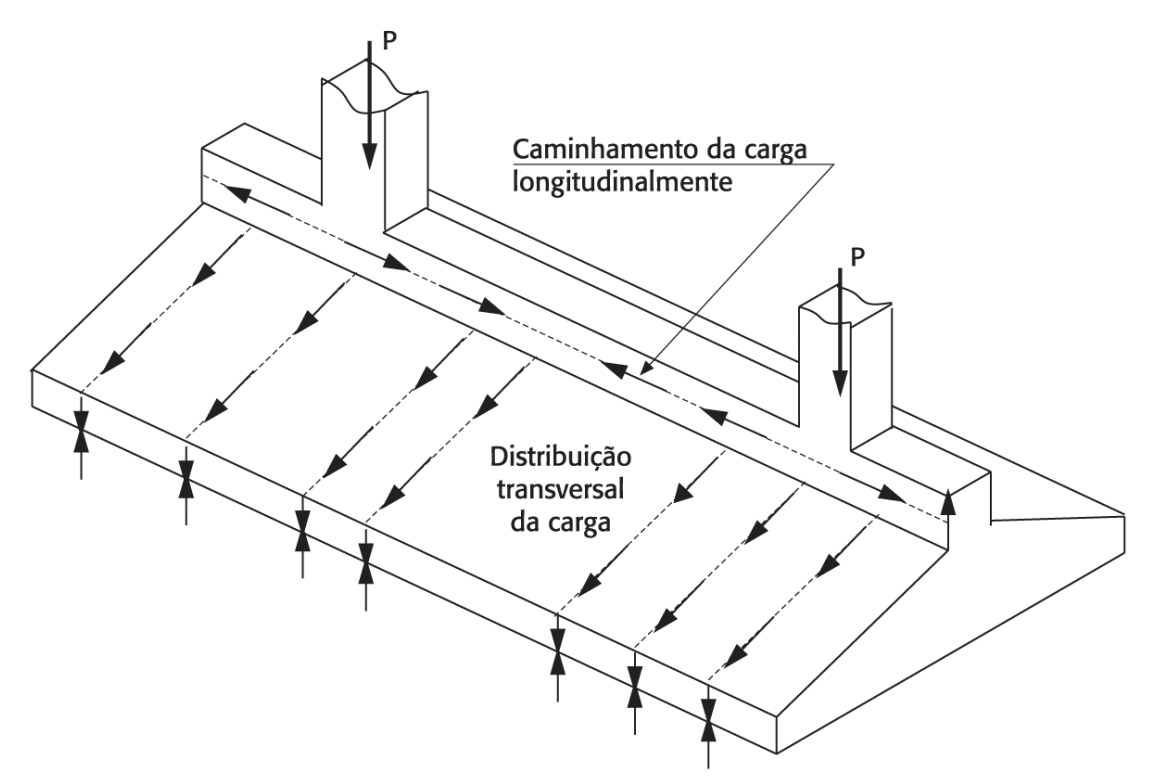 P
Caminhamento da carga
longitudinalmente
P
Distribuição
transversal
da carga